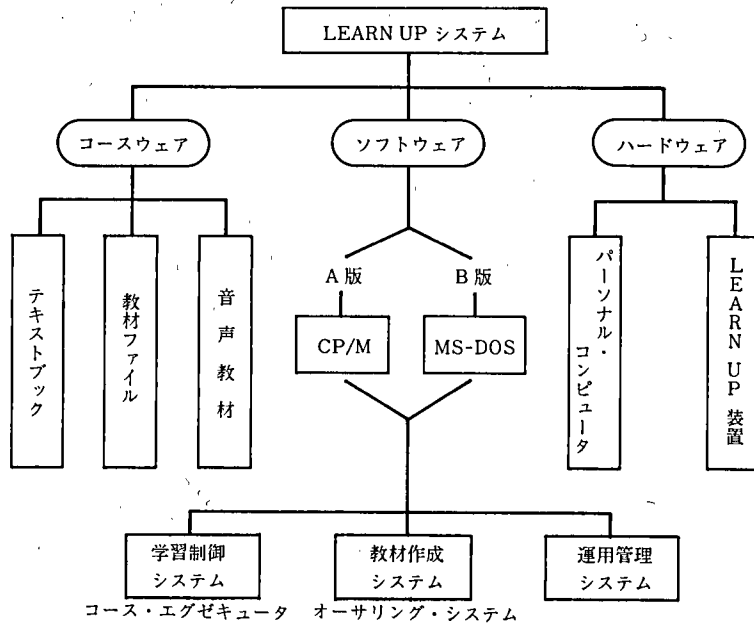 LEARN UP システム
コースウェア
ソフトウェア
ハードウェア
テキストブック
教材ファイル
音声教材
A 版
B 版
CP/M
MS-DOS
パーソナル・
コンピュータ
LEARN UP 装置
学習制御
システム
教材作成
システム
運用管理
システム
コース・エグゼキュータ
オーサリング・システム